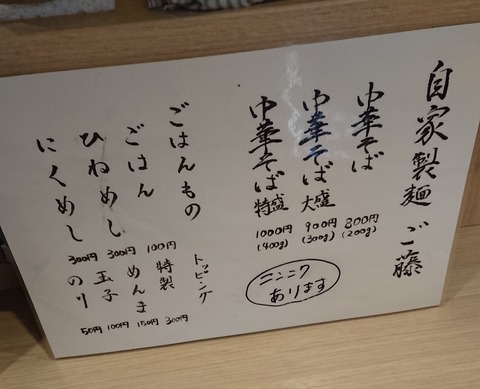 自家製麺 ご藤
中華そば 800円
(200g)
中華そば 大盛 900円
(300g)
中華そば 特盛 1000円
(400g)
ニンニク
あります
ごはんもの
ごはん 100円
ひねめし 300円
にくめし 300円
トッピング
特製 300円
めんま 150円
玉子 100円
のり 50円